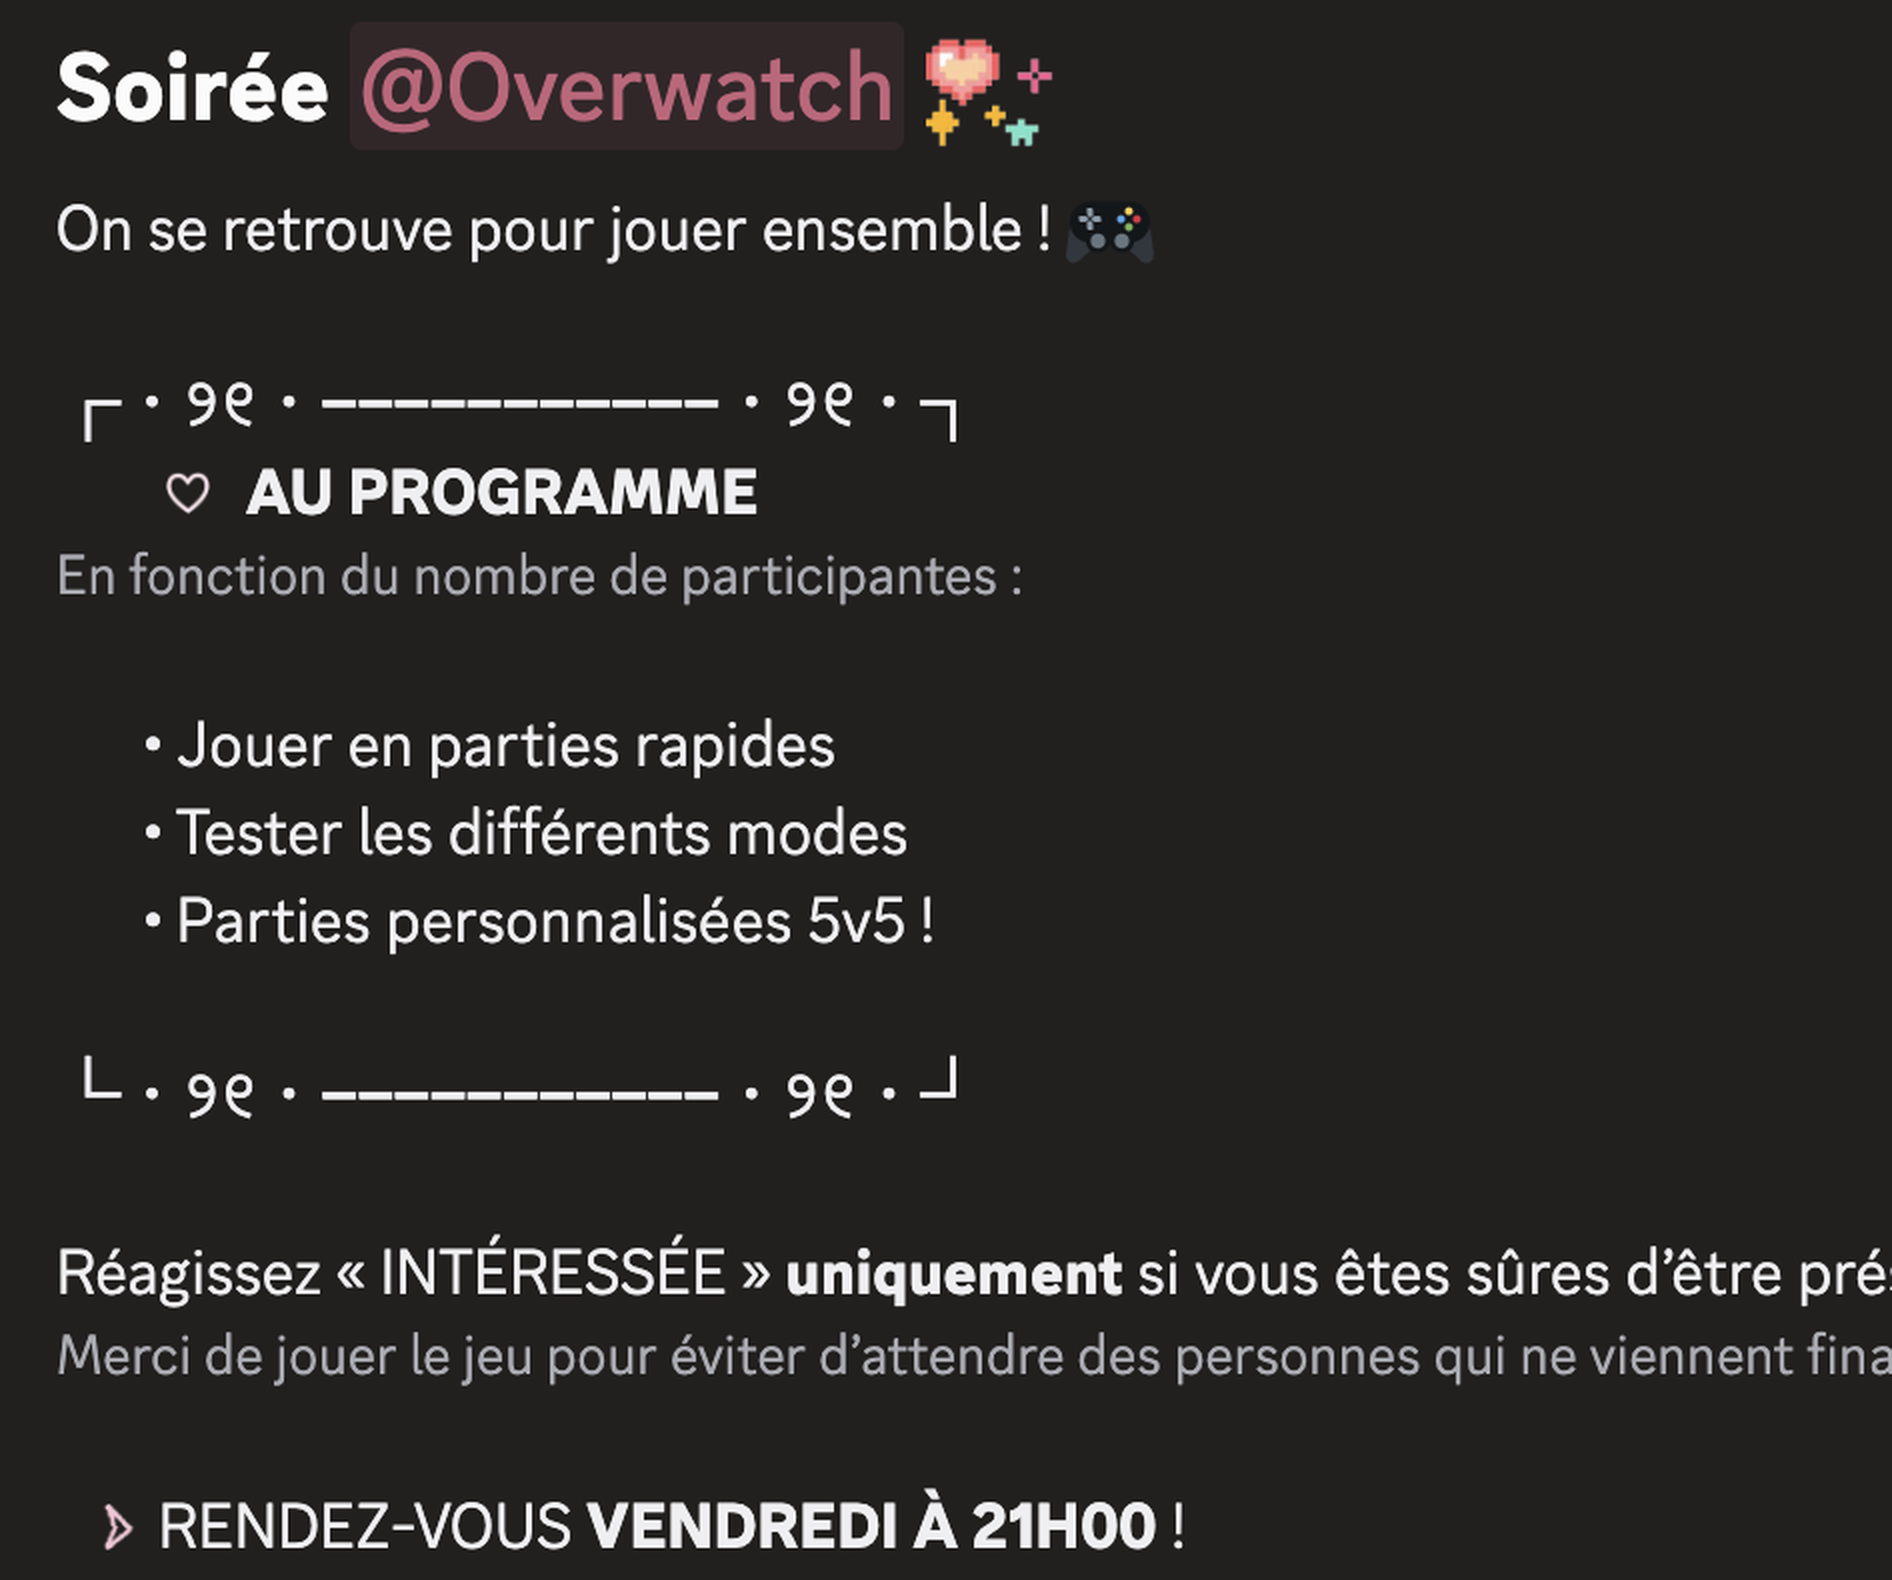 Soirée @Overwatch
On se retrouve pour jouer ensemble ! 🎮
┌ · ୨୧ · ─────────── · ୨୧ · ┐
♡ AU PROGRAMME
En fonction du nombre de participantes :
• Jouer en parties rapides
• Tester les différents modes
• Parties personnalisées 5v5 !
└ · ୨୧ · ─────────── · ୨୧ · ┘
Réagissez « INTÉRESSÉE » uniquement si vous êtes sûres d’être
Merci de jouer le jeu pour éviter d’attendre des personnes qui ne viennent
RENDEZ-VOUS VENDREDI À 21H00 !